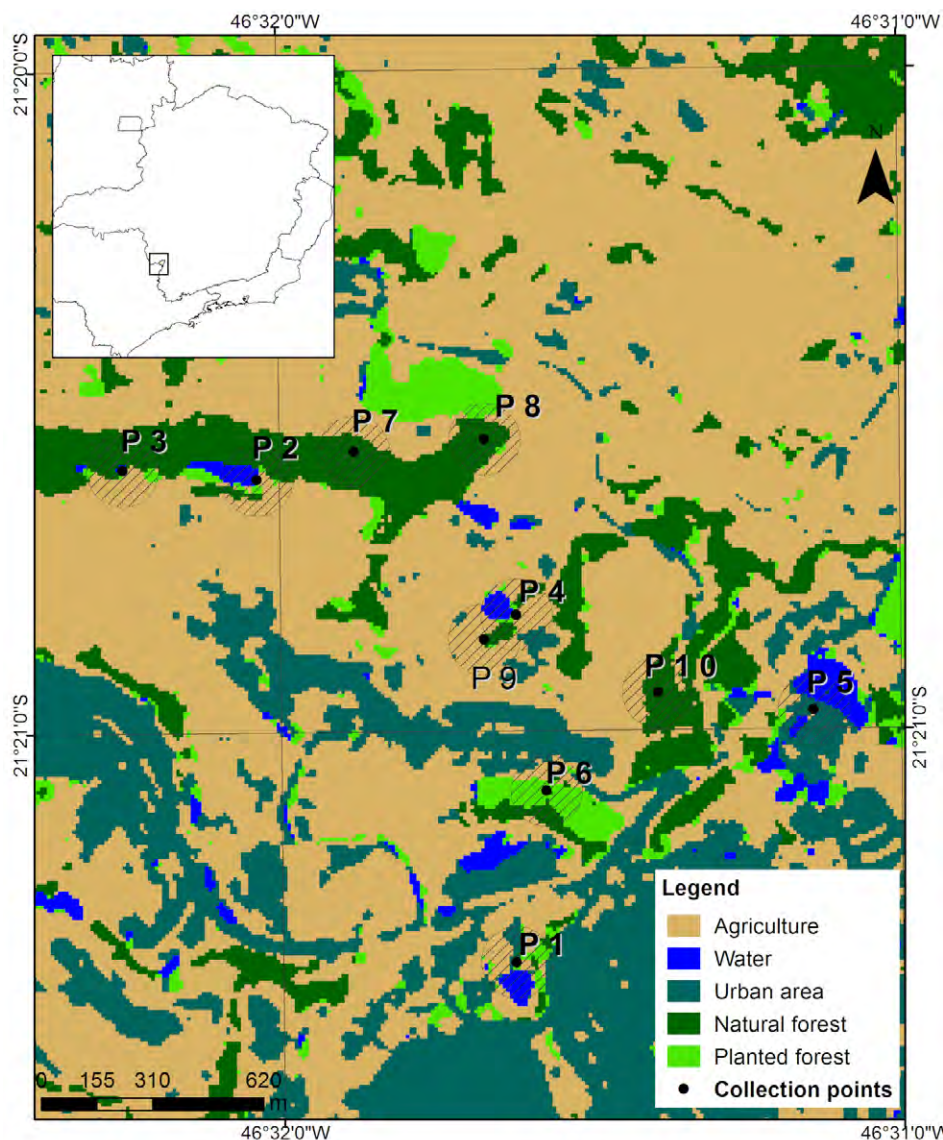 46°32'0"W 46°31'0"W
21°20'0"S
N
P 7
P 8
P 3
P 2
P 4
P 9
P 10
P 5
21°21'0"S
21°21'0"S
P 6
P 1
Legend
Agriculture
Water
Urban area
Natural forest
Planted forest
Collection points
0 155 310 620
m
46°32'0"W 46°31'0"W